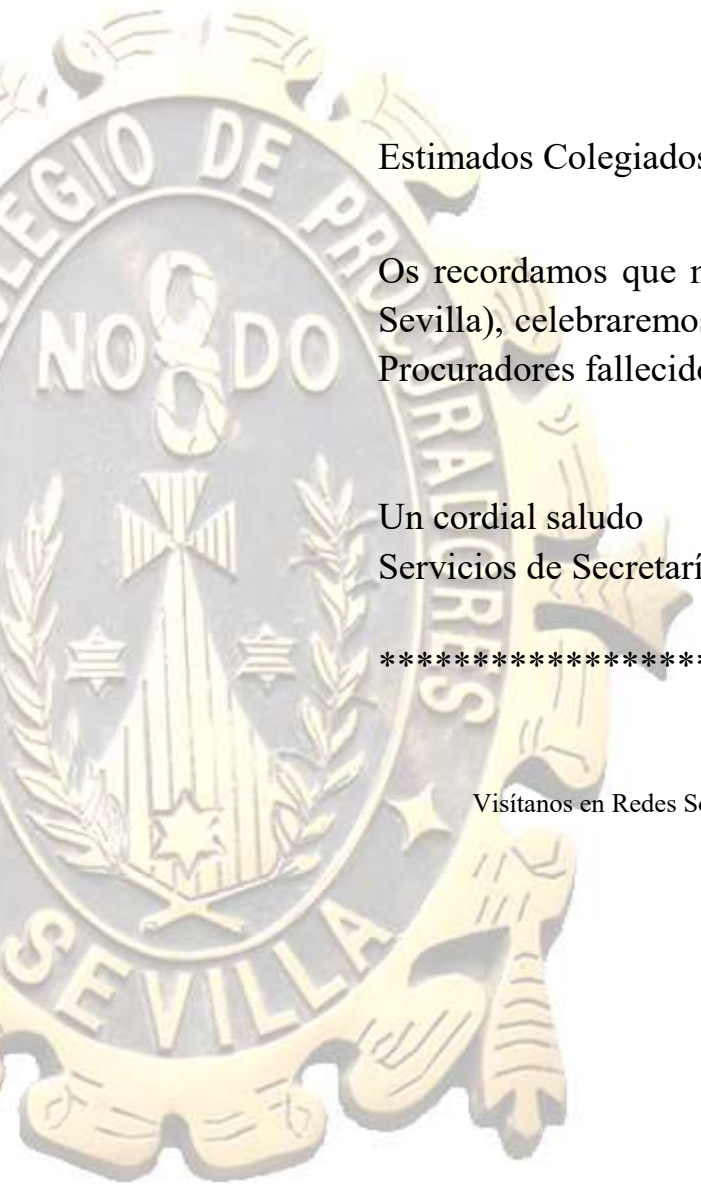 COLEGIO DE PROCURADORES
NO 8 DO
SEVILLA
Estimados Colegiados
Os recordamos que
Sevilla), celebraremos
Procuradores fallecido
Un cordial saludo
Servicios de Secretarí
*****************
Visítanos en Redes